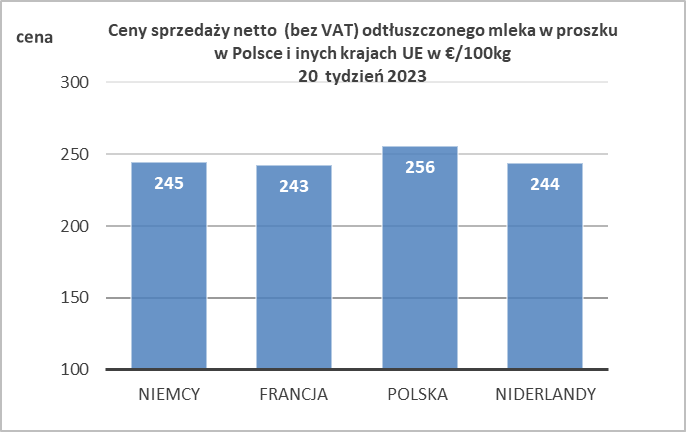 cena
Ceny sprzedaży netto (bez VAT) odtłuszczonego mleka w proszku
w Polsce i inych krajach UE w €/100kg
20 tydzień 2023
300
250
200
150
100
245
243
256
244
NIEMCY
FRANCJA
POLSKA
NIDERLANDY